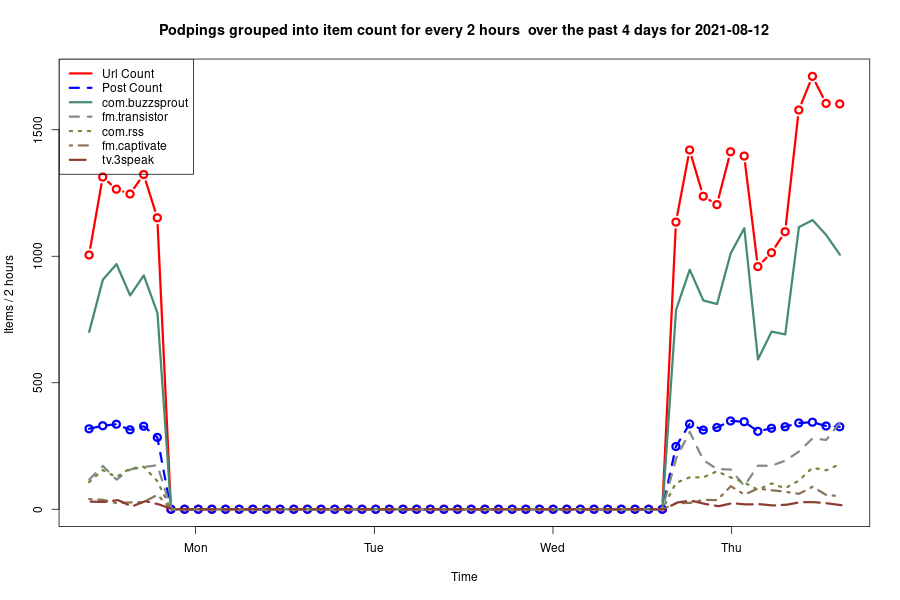 Podpings grouped into item count for every 2 hours  over the past 4 days for 2021-08-12
Url Count
Post Count
com.buzzsprout
fm.transistor
com.rss
fm.captivate
tv.3speak
Items / 2 hours
1500
1000
500
0
Mon Tue Wed Thu
Time